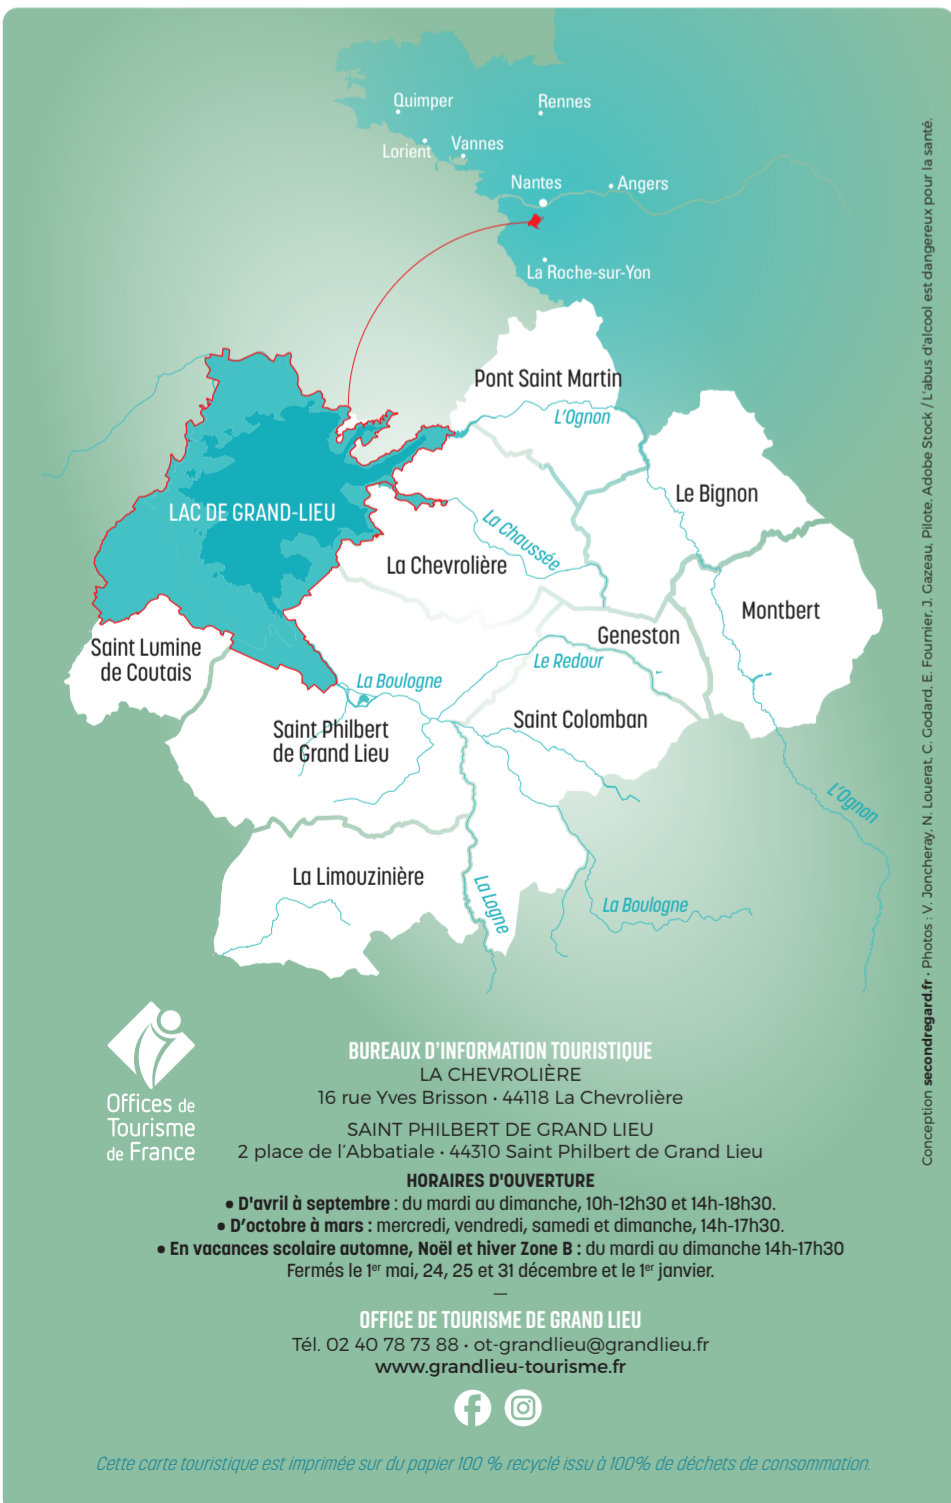 Quimper
Rennes
Lorient
Vannes
Nantes
Angers
La Roche-sur-Yon
Pont Saint Martin
L'Ognon
Le Bignon
LAC DE GRAND-LIEU
La Chaussée
La Chevrolière
Montbert
Geneston
Saint Lumine
de Coutais
Le Redour
La Boulogne
Saint Colomban
Saint Philbert
de Grand Lieu
L'Ognon
La Limouzinière
La Logne
La Boulogne
Offices de
Tourisme
de France
BUREAUX D'INFORMATION TOURISTIQUE
LA CHEVROLIÈRE
16 rue Yves Brisson • 44118 La Chevrolière
SAINT PHILBERT DE GRAND LIEU
2 place de l'Abbatiale • 44310 Saint Philbert de Grand Lieu
HORAIRES D'OUVERTURE
• D'avril à septembre : du mardi au dimanche, 10h-12h30 et 14h-18h30.
• D'octobre à mars : mercredi, vendredi, samedi et dimanche, 14h-17h30.
• En vacances scolaire automne, Noël et hiver Zone B : du mardi au dimanche 14h-17h30
Fermés le 1er mai, 24, 25 et 31 décembre et le 1er janvier.
—
OFFICE DE TOURISME DE GRAND LIEU
Tél. 02 40 78 73 88 • ot-grandlieu@grandlieu.fr
www.grandlieu-tourisme.fr
Cette carte touristique est imprimée sur du papier 100 % recyclé issu à 100% de déchets de consommation.
Conception secondregard.fr • Photos : V. Joncheray, N. Louerat, C. Godard, E. Fournier, J. Gazeau, Pilote, Adobe Stock / L'abus d'alcool est dangereux pour la santé.